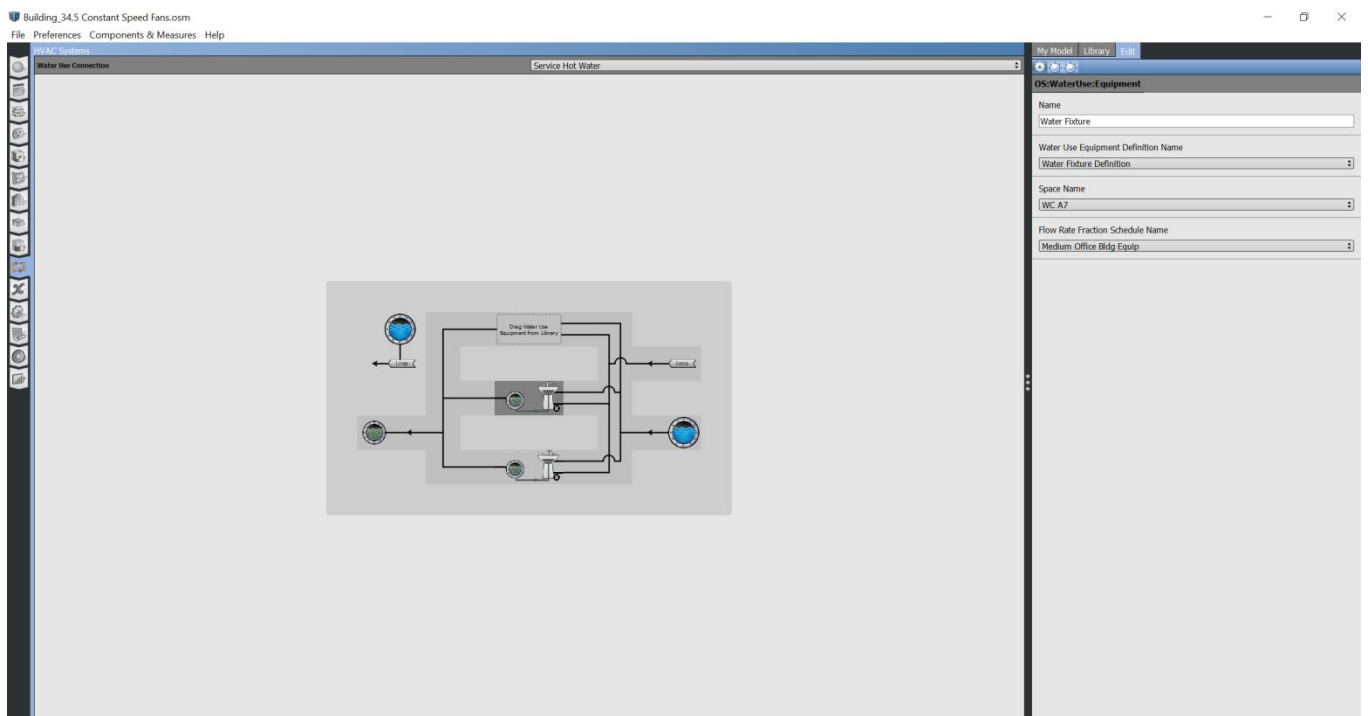 Building_34,5 Constant Speed Fans.osm
File Preferences Components & Measures Help
HVAC Systems
Water Use Connection
Service Hot Water
Drag Water Use
Equipment from Library
Loop
Loop
My Model Library Edit
OS:WaterUse:Equipment
Name
Water Fixture
Water Use Equipment Definition Name
Water Fixture Definition
Space Name
WC A7
Flow Rate Fraction Schedule Name
Medium Office Bldg Equip